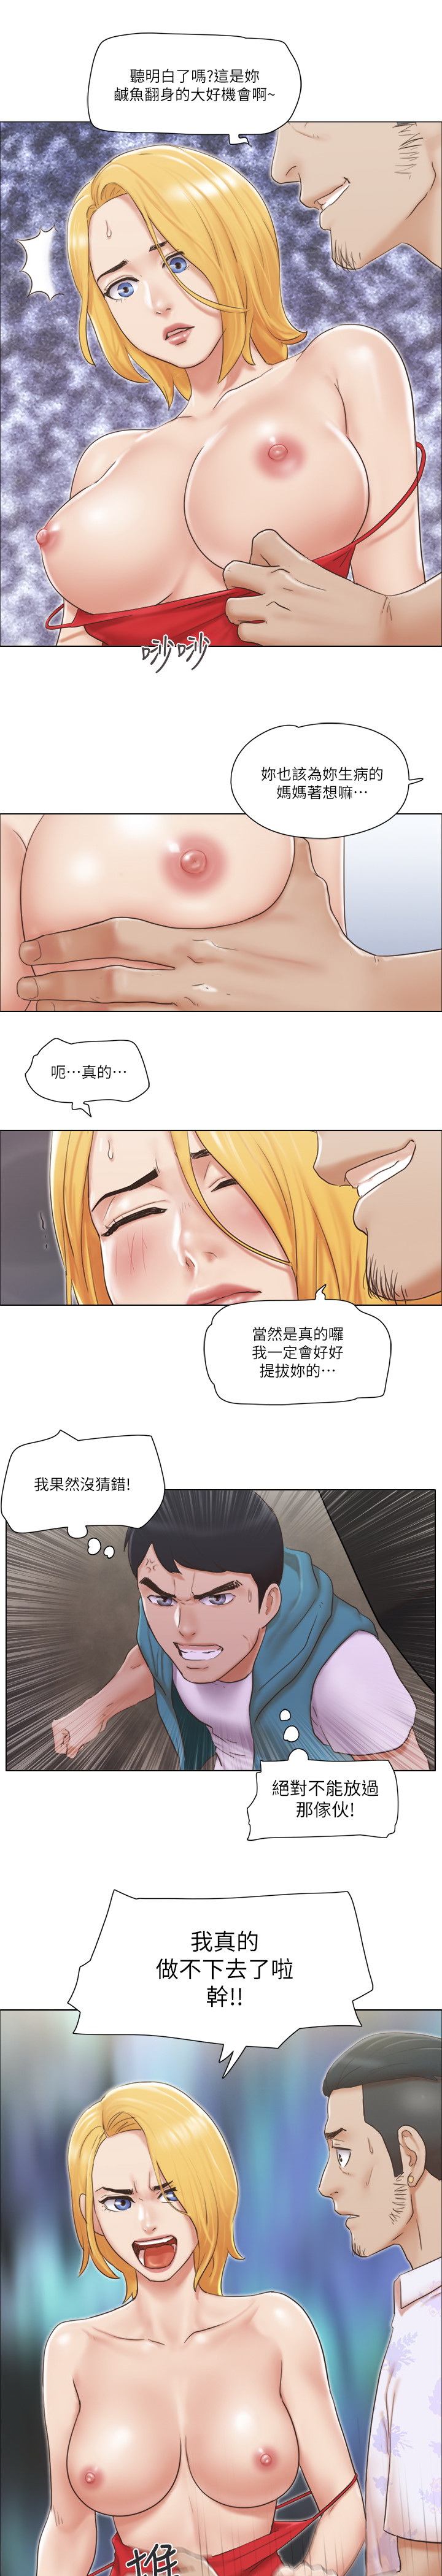 聽明白了嗎?這是妳
鹹魚翻身的大好機會啊~
吵吵
妳也該為妳生病的
媽媽著想嘛…
呃…真的…
當然是真的囉
我一定會好好
提拔妳的…
我果然沒猜錯!
絕對不能放過
那傢伙!
我真的
做不下去了啦
幹!!